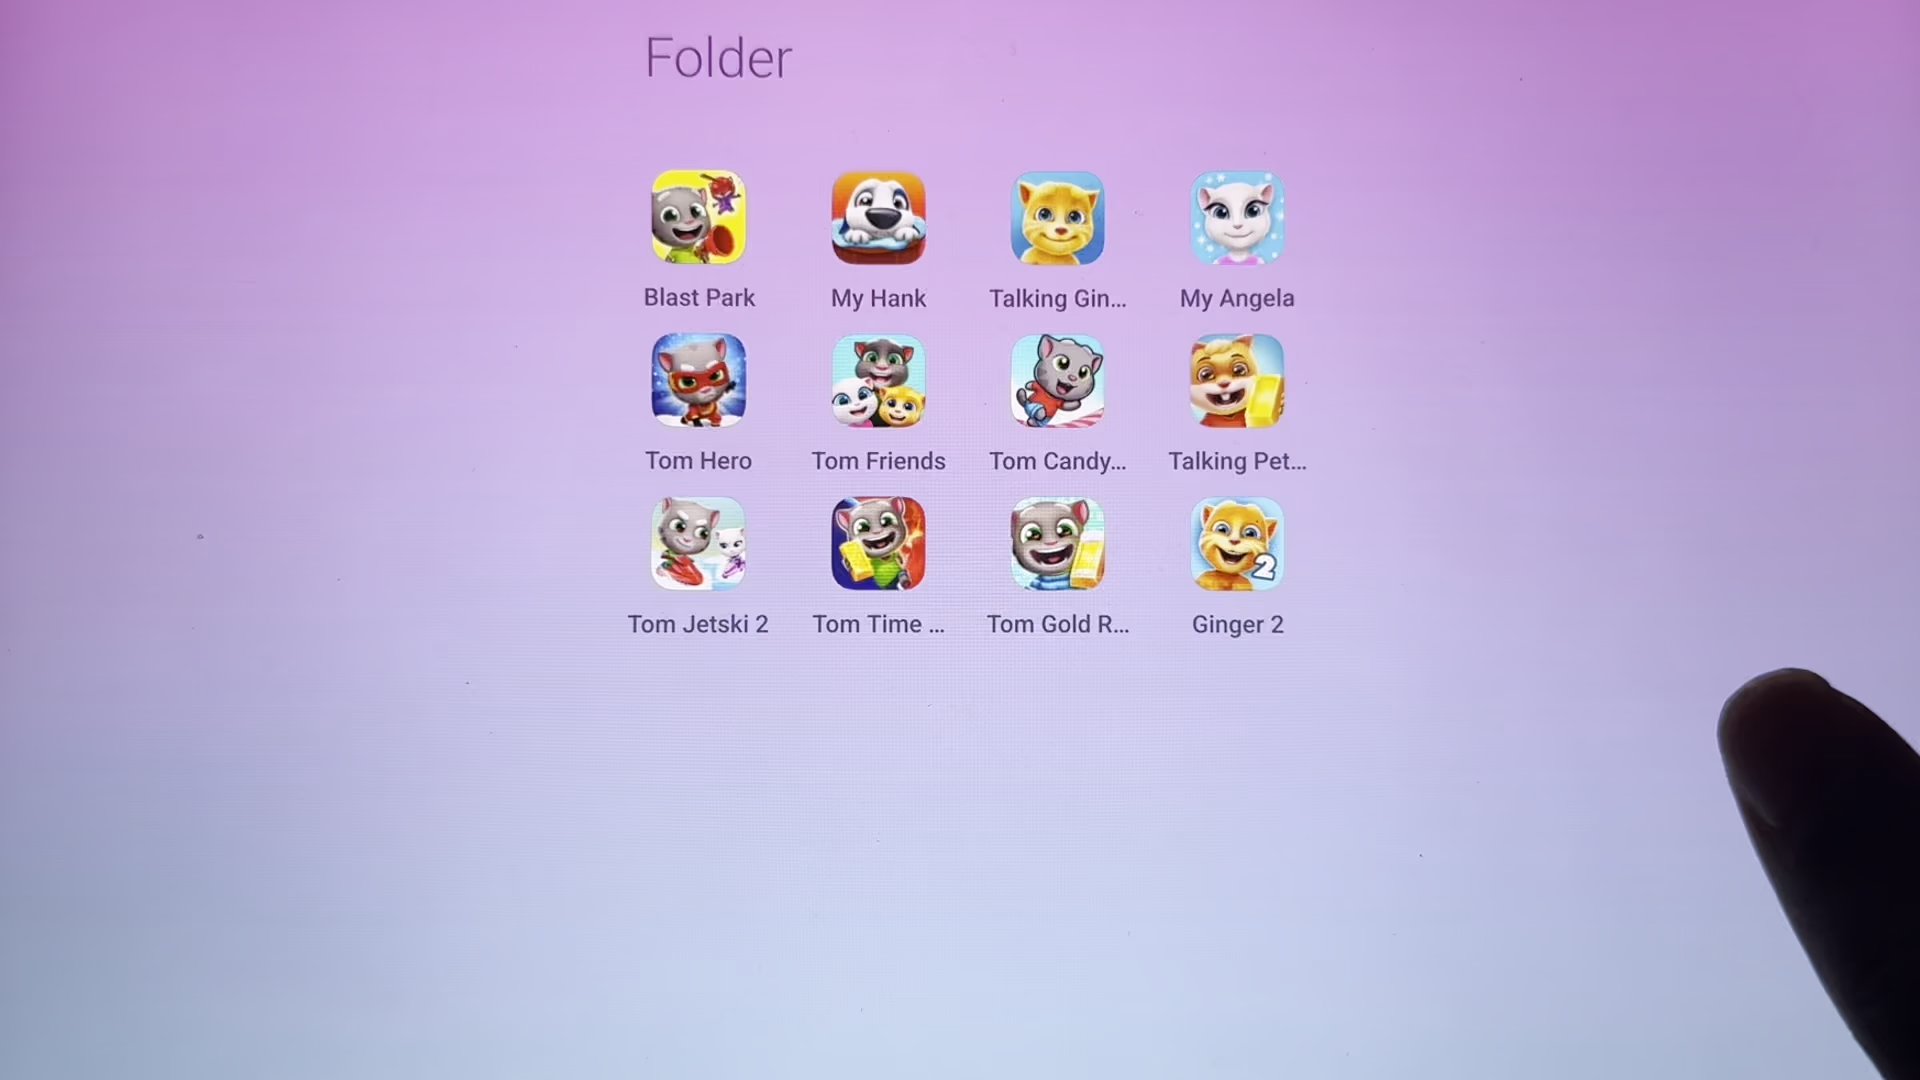 Folder
Blast Park
My Hank
Talking Gin...
My Angela
Tom Hero
Tom Friends
Tom Candy...
Talking Pet...
Tom Jetski 2
Tom Time ...
Tom Gold R...
Ginger 2
2